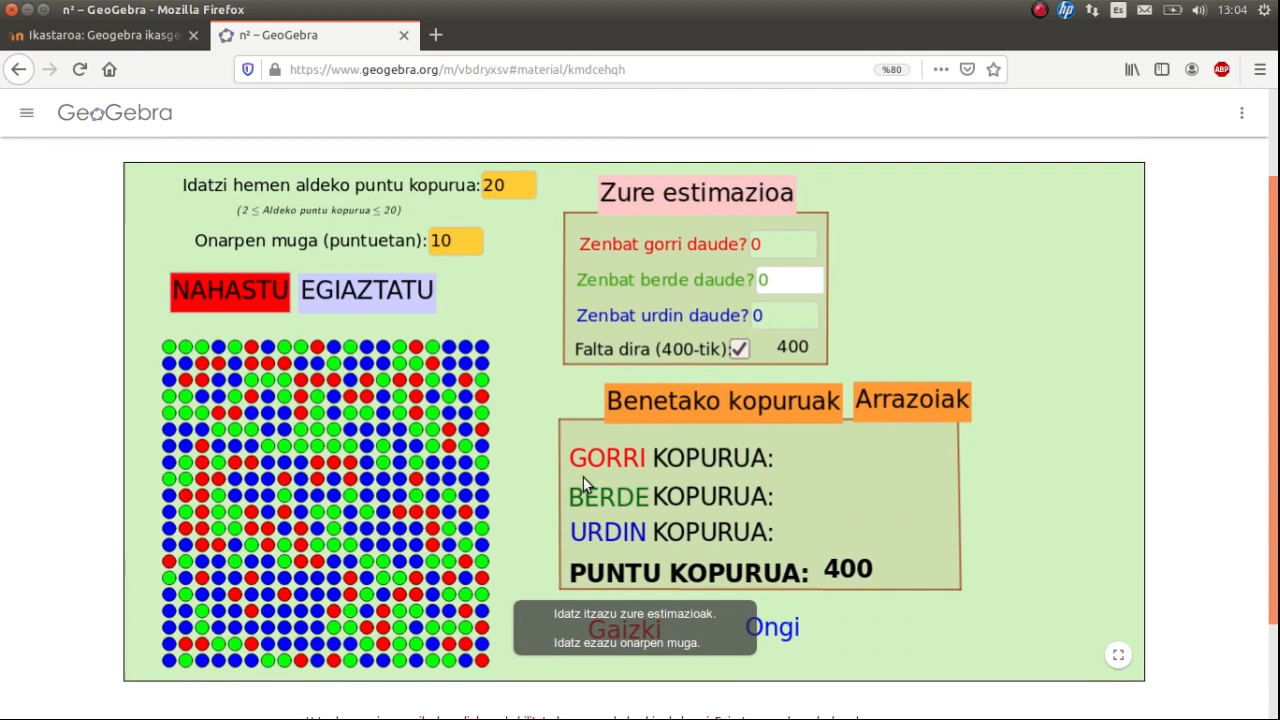 n² – GeoGebra - Mozilla Firefox
Es
13:04
Ikastaroa: Geogebra ikasge
n² – GeoGebra
https://www.geogebra.org/m/vbdryxsv#material/kmdcehqh
%80
ABP
GeoGebra
Idatzi hemen aldeko puntu kopurua: 20
(2 ≤ Aldeko puntu kopurua ≤ 20)
Onarpen muga (puntuetan): 10
NAHASTU
EGIAZTATU
Zure estimazioa
Zenbat gorri daude? 0
Zenbat berde daude? 0
Zenbat urdin daude? 0
Falta dira (400-tik): 400
Benetako kopuruak
Arrazoiak
GORRI KOPURUA:
BERDE KOPURUA:
URDIN KOPURUA:
PUNTU KOPURUA: 400
Idatz itzazu zure estimazioak.
Gaizki
Ongi
Idatz ezazu onarpen muga.